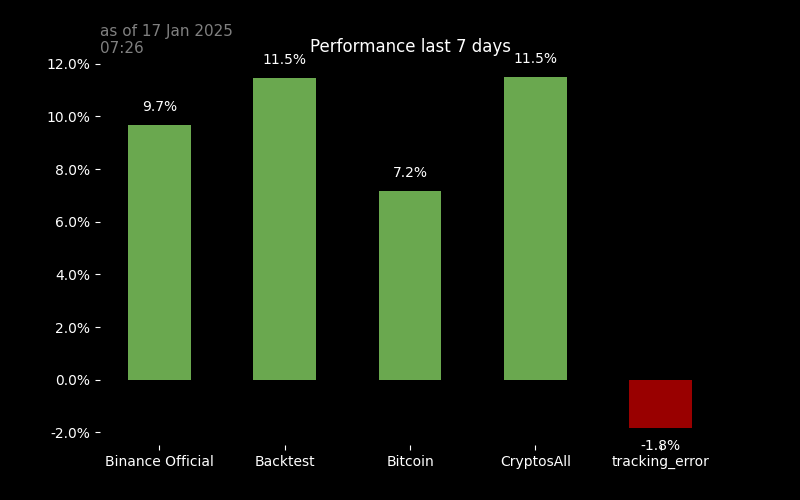 as of 17 Jan 2025
07:26
Performance last 7 days
12.0%
10.0%
8.0%
6.0%
4.0%
2.0%
0.0%
-2.0%
9.7%
11.5%
7.2%
11.5%
-1.8%
Binance Official
Backtest
Bitcoin
CryptosAll
tracking_error